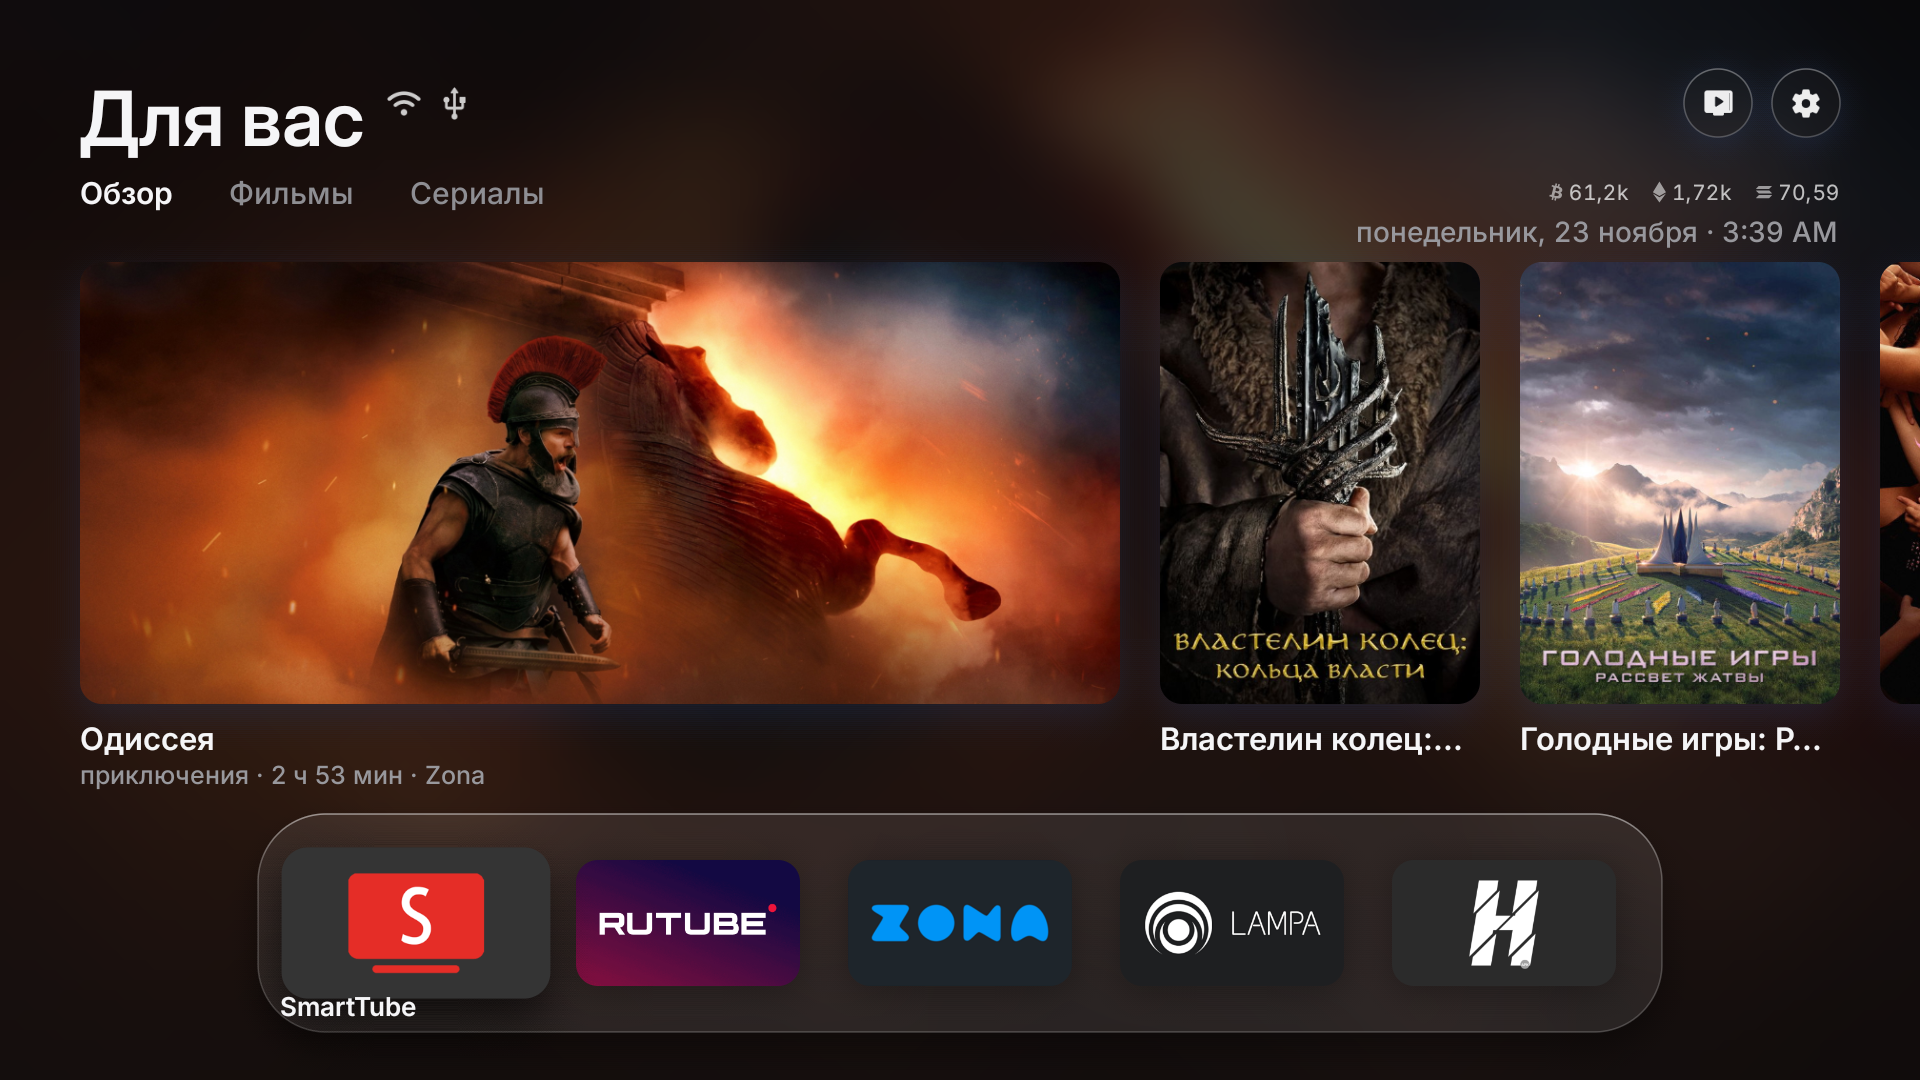 Для вас
Обзор Фильмы Сериалы
61,2k 1,72k 70,59
понедельник, 23 ноября · 3:39 AM
ВЛАСТЕЛИН КОЛЕЦ:
КОЛЬЦА ВЛАСТИ
ГОЛОДНЫЕ ИГРЫ
РАССВЕТ ЖАТВЫ
Одиссея
приключения · 2 ч 53 мин · Zona
Властелин колец:...
Голодные игры: Р...
S
RUTUBE
ZONA
LAMPA
H
SmartTube